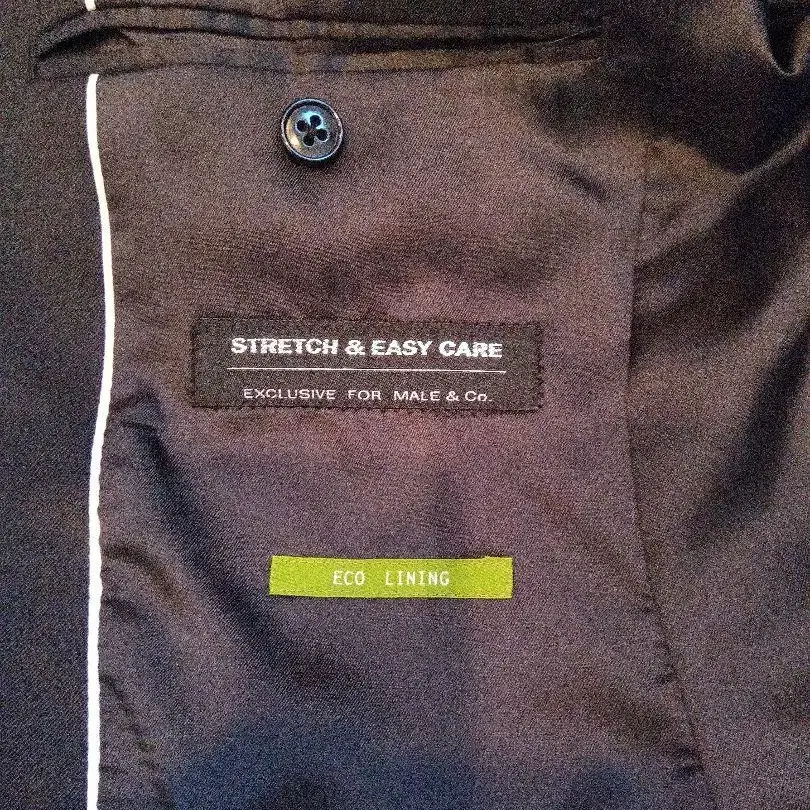 STRETCH & EASY CARE
EXCLUSIVE FOR MALE & Co.
ECO LINING